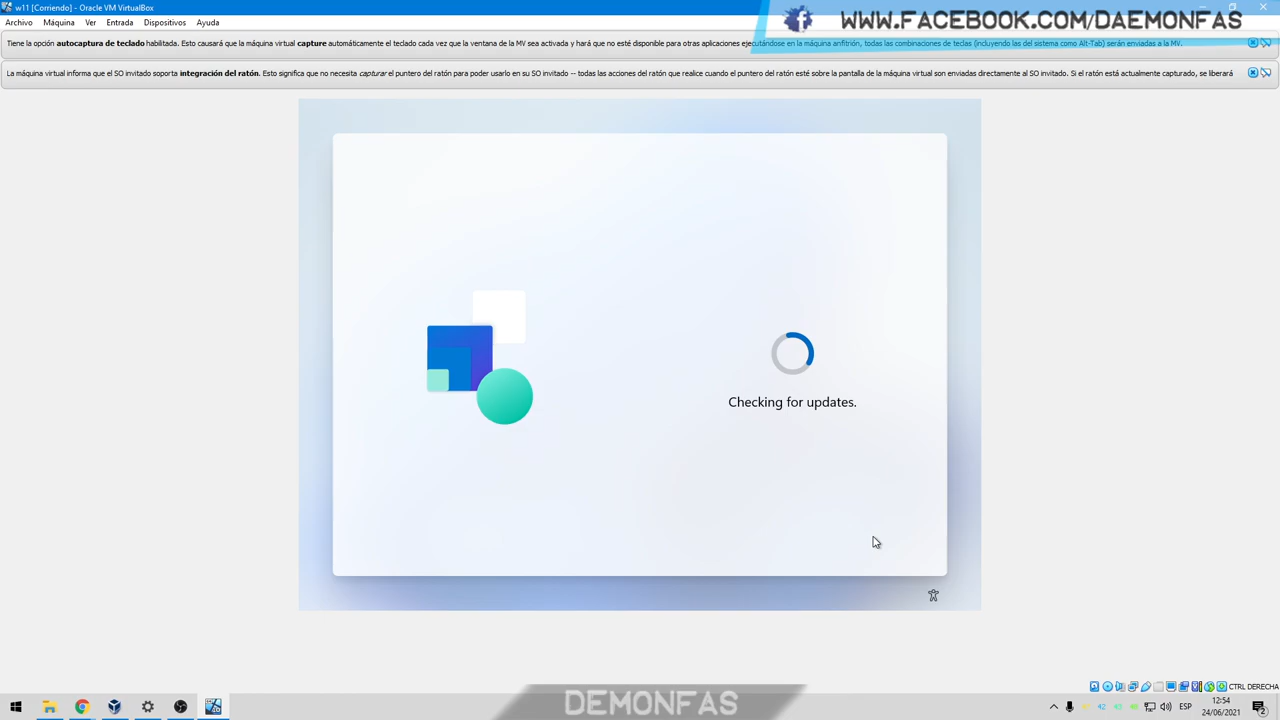 w11 [Corriendo] - Oracle VM VirtualBox
WWW.FACEBOOK.COM/DAEMONFAS
Archivo Máquina Ver Entrada Dispositivos Ayuda
Tiene la opción autocaptura de teclado habilitada. Esto causará que la máquina virtual capture automáticamente el teclado cada vez que la ventana de la MV sea activada y hará que no esté disponible para otras aplicaciones ejecutándose en la máquina anfitrión, todas las combinaciones de teclas (incluyendo las del sistema como Alt-Tab) serán enviadas a la MV.
La máquina virtual informa que el SO invitado soporta integración del ratón. Esto significa que no necesita capturar el puntero del ratón para poder usarlo en su SO invitado -- todas las acciones del ratón que realice cuando el puntero del ratón esté sobre la pantalla de la máquina virtual son enviadas directamente al SO invitado. Si el ratón está actualmente capturado, se liberará
Checking for updates.
CTRL DERECHA
DEMONFAS
42
ESP
12:54
24/06/2021
2